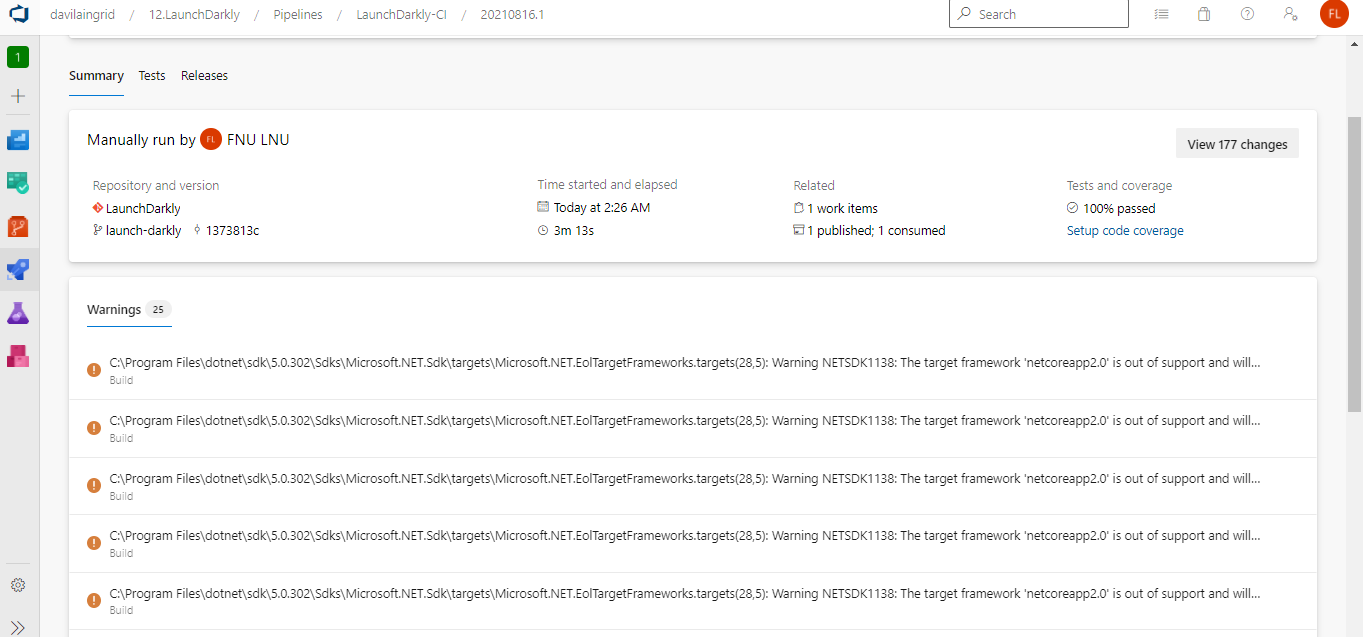 davilaingrid / 12.LaunchDarkly / Pipelines / LaunchDarkly-CI / 20210816.1
Search
FL
1
Summary Tests Releases
Manually run by FL FNU LNU
View 177 changes
Repository and version
LaunchDarkly
launch-darkly 1373813c
Time started and elapsed
Today at 2:26 AM
3m 13s
Related
1 work items
1 published; 1 consumed
Tests and coverage
100% passed
Setup code coverage
Warnings 25
C:\Program Files\dotnet\sdk\5.0.302\Sdks\Microsoft.NET.Sdk\targets\Microsoft.NET.EolTargetFrameworks.targets(28,5): Warning NETSDK1138: The target framework 'netcoreapp2.0' is out of support and will...
Build
C:\Program Files\dotnet\sdk\5.0.302\Sdks\Microsoft.NET.Sdk\targets\Microsoft.NET.EolTargetFrameworks.targets(28,5): Warning NETSDK1138: The target framework 'netcoreapp2.0' is out of support and will...
Build
C:\Program Files\dotnet\sdk\5.0.302\Sdks\Microsoft.NET.Sdk\targets\Microsoft.NET.EolTargetFrameworks.targets(28,5): Warning NETSDK1138: The target framework 'netcoreapp2.0' is out of support and will...
Build
C:\Program Files\dotnet\sdk\5.0.302\Sdks\Microsoft.NET.Sdk\targets\Microsoft.NET.EolTargetFrameworks.targets(28,5): Warning NETSDK1138: The target framework 'netcoreapp2.0' is out of support and will...
Build
C:\Program Files\dotnet\sdk\5.0.302\Sdks\Microsoft.NET.Sdk\targets\Microsoft.NET.EolTargetFrameworks.targets(28,5): Warning NETSDK1138: The target framework 'netcoreapp2.0' is out of support and will...
Build